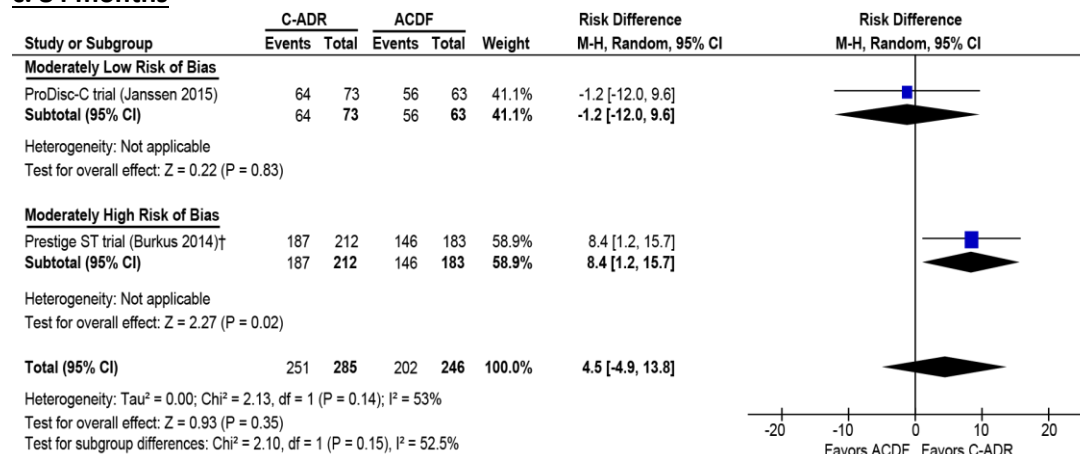 C-ADR ACDF Risk Difference Risk Difference
Study or Subgroup Events Total Events Total Weight M-H, Random, 95% CI M-H, Random, 95% CI
Moderately Low Risk of Bias
ProDisc-C trial (Janssen 2015) 64 73 56 63 41.1% -1.2 [-12.0, 9.6]
Subtotal (95% CI) 64 73 56 63 41.1% -1.2 [-12.0, 9.6]
Heterogeneity: Not applicable
Test for overall effect: Z = 0.22 (P = 0.83)
Moderately High Risk of Bias
Prestige ST trial (Burkus 2014)† 187 212 146 183 58.9% 8.4 [1.2, 15.7]
Subtotal (95% CI) 187 212 146 183 58.9% 8.4 [1.2, 15.7]
Heterogeneity: Not applicable
Test for overall effect: Z = 2.27 (P = 0.02)
Total (95% CI) 251 285 202 246 100.0% 4.5 [-4.9, 13.8]
Heterogeneity: Tau² = 0.00; Chi² = 2.13, df = 1 (P = 0.14); I² = 53%
Test for overall effect: Z = 0.93 (P = 0.35)
Test for subgroup differences: Chi² = 2.10, df = 1 (P = 0.15), I² = 52.5%
-20 -10 0 10 20
Favors ACDF Favors C-ADR